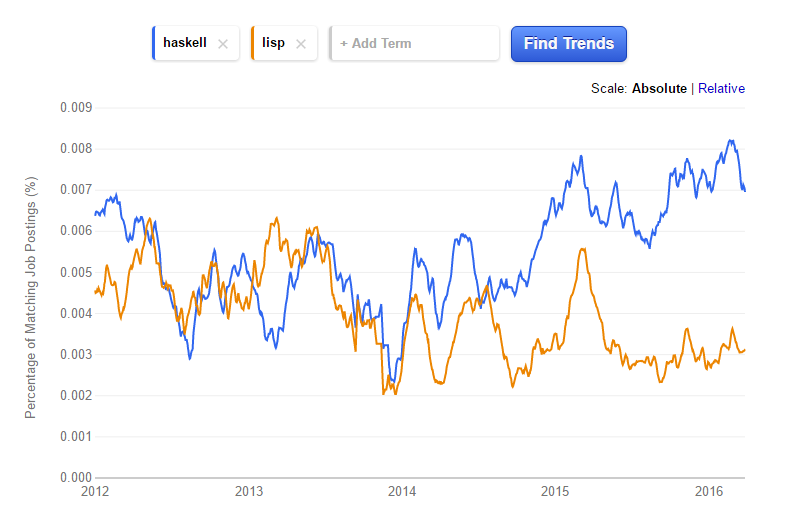 haskell × lisp × + Add Term Find Trends
Scale: Absolute | Relative
Percentage of Matching Job Postings (%)
0.009
0.008
0.007
0.006
0.005
0.004
0.003
0.002
0.001
0.000
2012 2013 2014 2015 2016